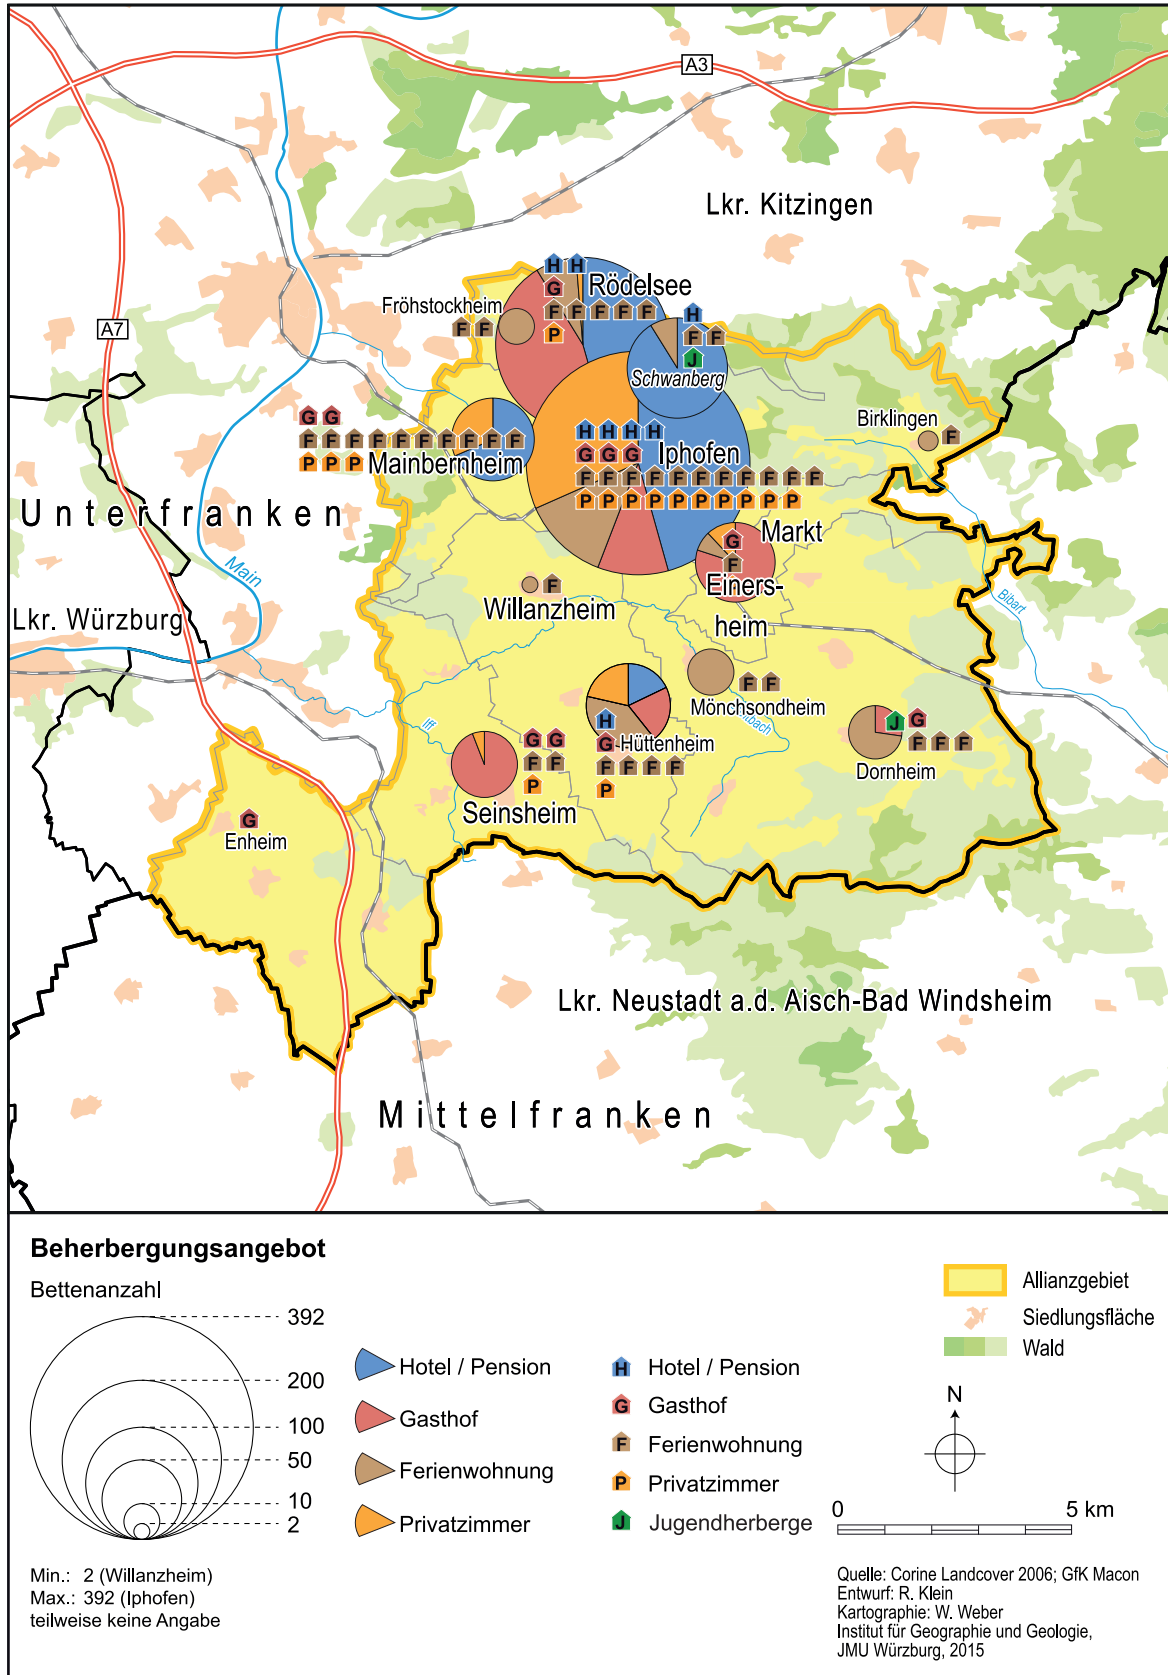 A3
Lkr. Kitzingen
A7
H H
Rödelsee
G
Fröhstockheim
F F
F F F F F
P
H
F F
J
Schwanberg
G G
F F F F F F F F F F
P P P
Mainbernheim
H H H H
G G G
Iphofen
F F F F F F F F F F F
P P P P P P P P P P
Birklingen
F
Unterfranken
Main
Lkr. Würzburg
Markt
G
F
Einers-
heim
F
Willanzheim
Bibart
F F
Mönchsondheim
Iff
H
G
Hüttenheim
F F F F
P
J G
F F F
Dornheim
G G
F F
P
Seinsheim
G
Enheim
Lkr. Neustadt a.d. Aisch-Bad Windsheim
Mittelfranken
Beherbergungsangebot
Bettenanzahl
392
200
100
50
10
2
Min.: 2 (Willanzheim)
Max.: 392 (Iphofen)
teilweise keine Angabe
Hotel / Pension
Gasthof
Ferienwohnung
Privatzimmer
H Hotel / Pension
G Gasthof
F Ferienwohnung
P Privatzimmer
J Jugendherberge
Allianzgebiet
Siedlungsfläche
Wald
N
0 5 km
Quelle: Corine Landcover 2006; GfK Macon
Entwurf: R. Klein
Kartographie: W. Weber
Institut für Geographie und Geologie,
JMU Würzburg, 2015